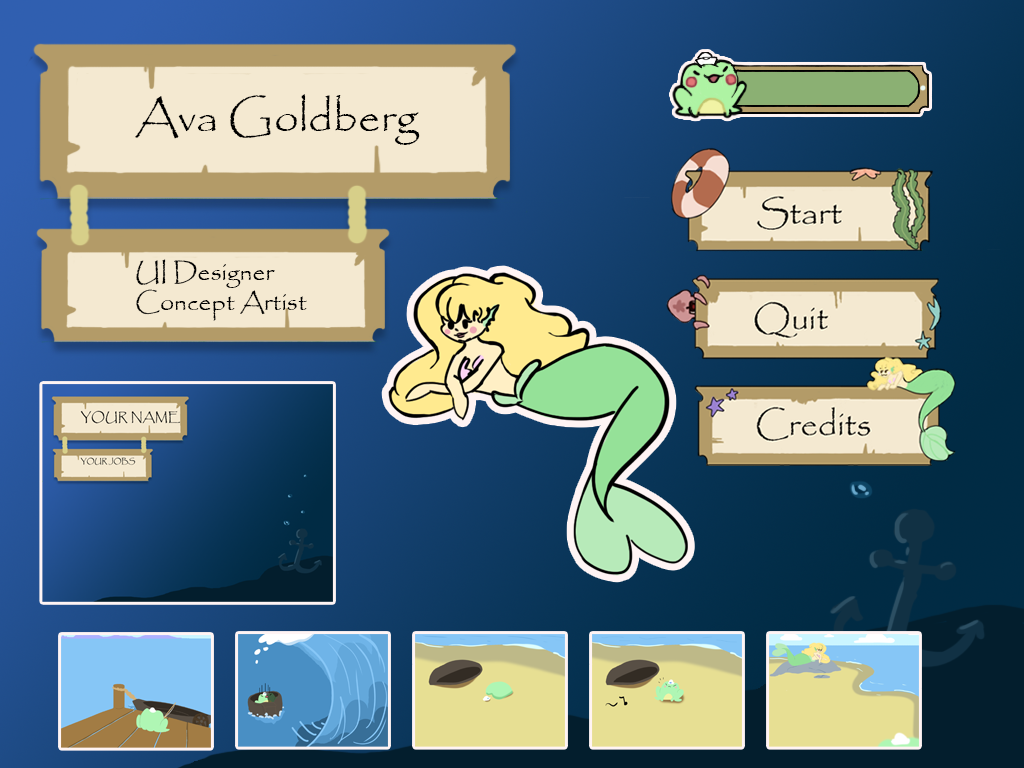 Ava Goldberg
UI Designer
Concept Artist
Start
Quit
Credits
YOUR NAME
YOUR JOBS